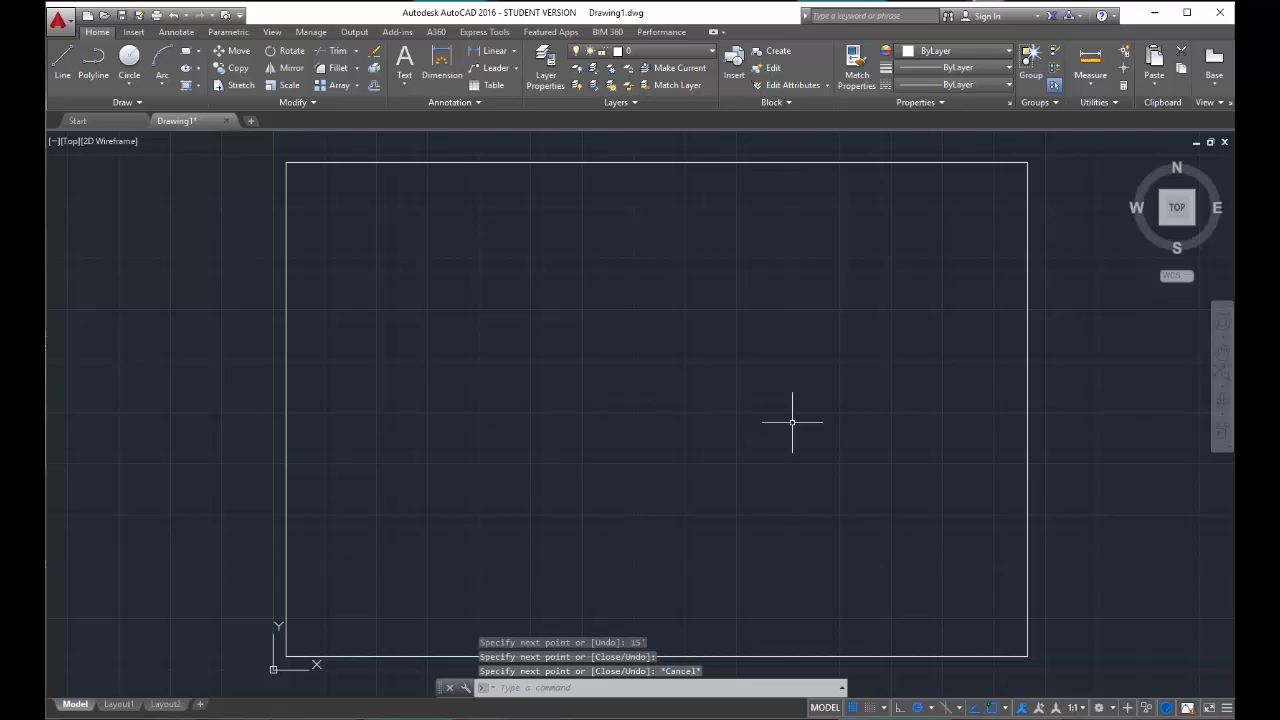 Autodesk AutoCAD 2016 - STUDENT VERSION Drawing1.dwg
Type a keyword or phrase
Sign In
Home Insert Annotate Parametric View Manage Output Add-ins A360 Express Tools Featured Apps BIM 360 Performance
Line Polyline Circle Arc
Move Rotate Trim
Copy Mirror Fillet
Stretch Scale Array
Text Dimension
Linear
Leader
Table
Layer Properties
0
Make Current
Match Layer
Insert
Create
Edit
Edit Attributes
Match Properties
ByLayer
ByLayer
ByLayer
Group
Measure
Paste
Base
Draw Modify Annotation Layers Block Properties Groups Utilities Clipboard View
Start Drawing1*
[−][Top][2D Wireframe]
N
W TOP E
S
WCS
Y
X
Specify next point or [Undo]: 15'
Specify next point or [Close/Undo]:
Specify next point or [Close/Undo]: *Cancel*
Type a command
Model Layout1 Layout2
MODEL 1:1